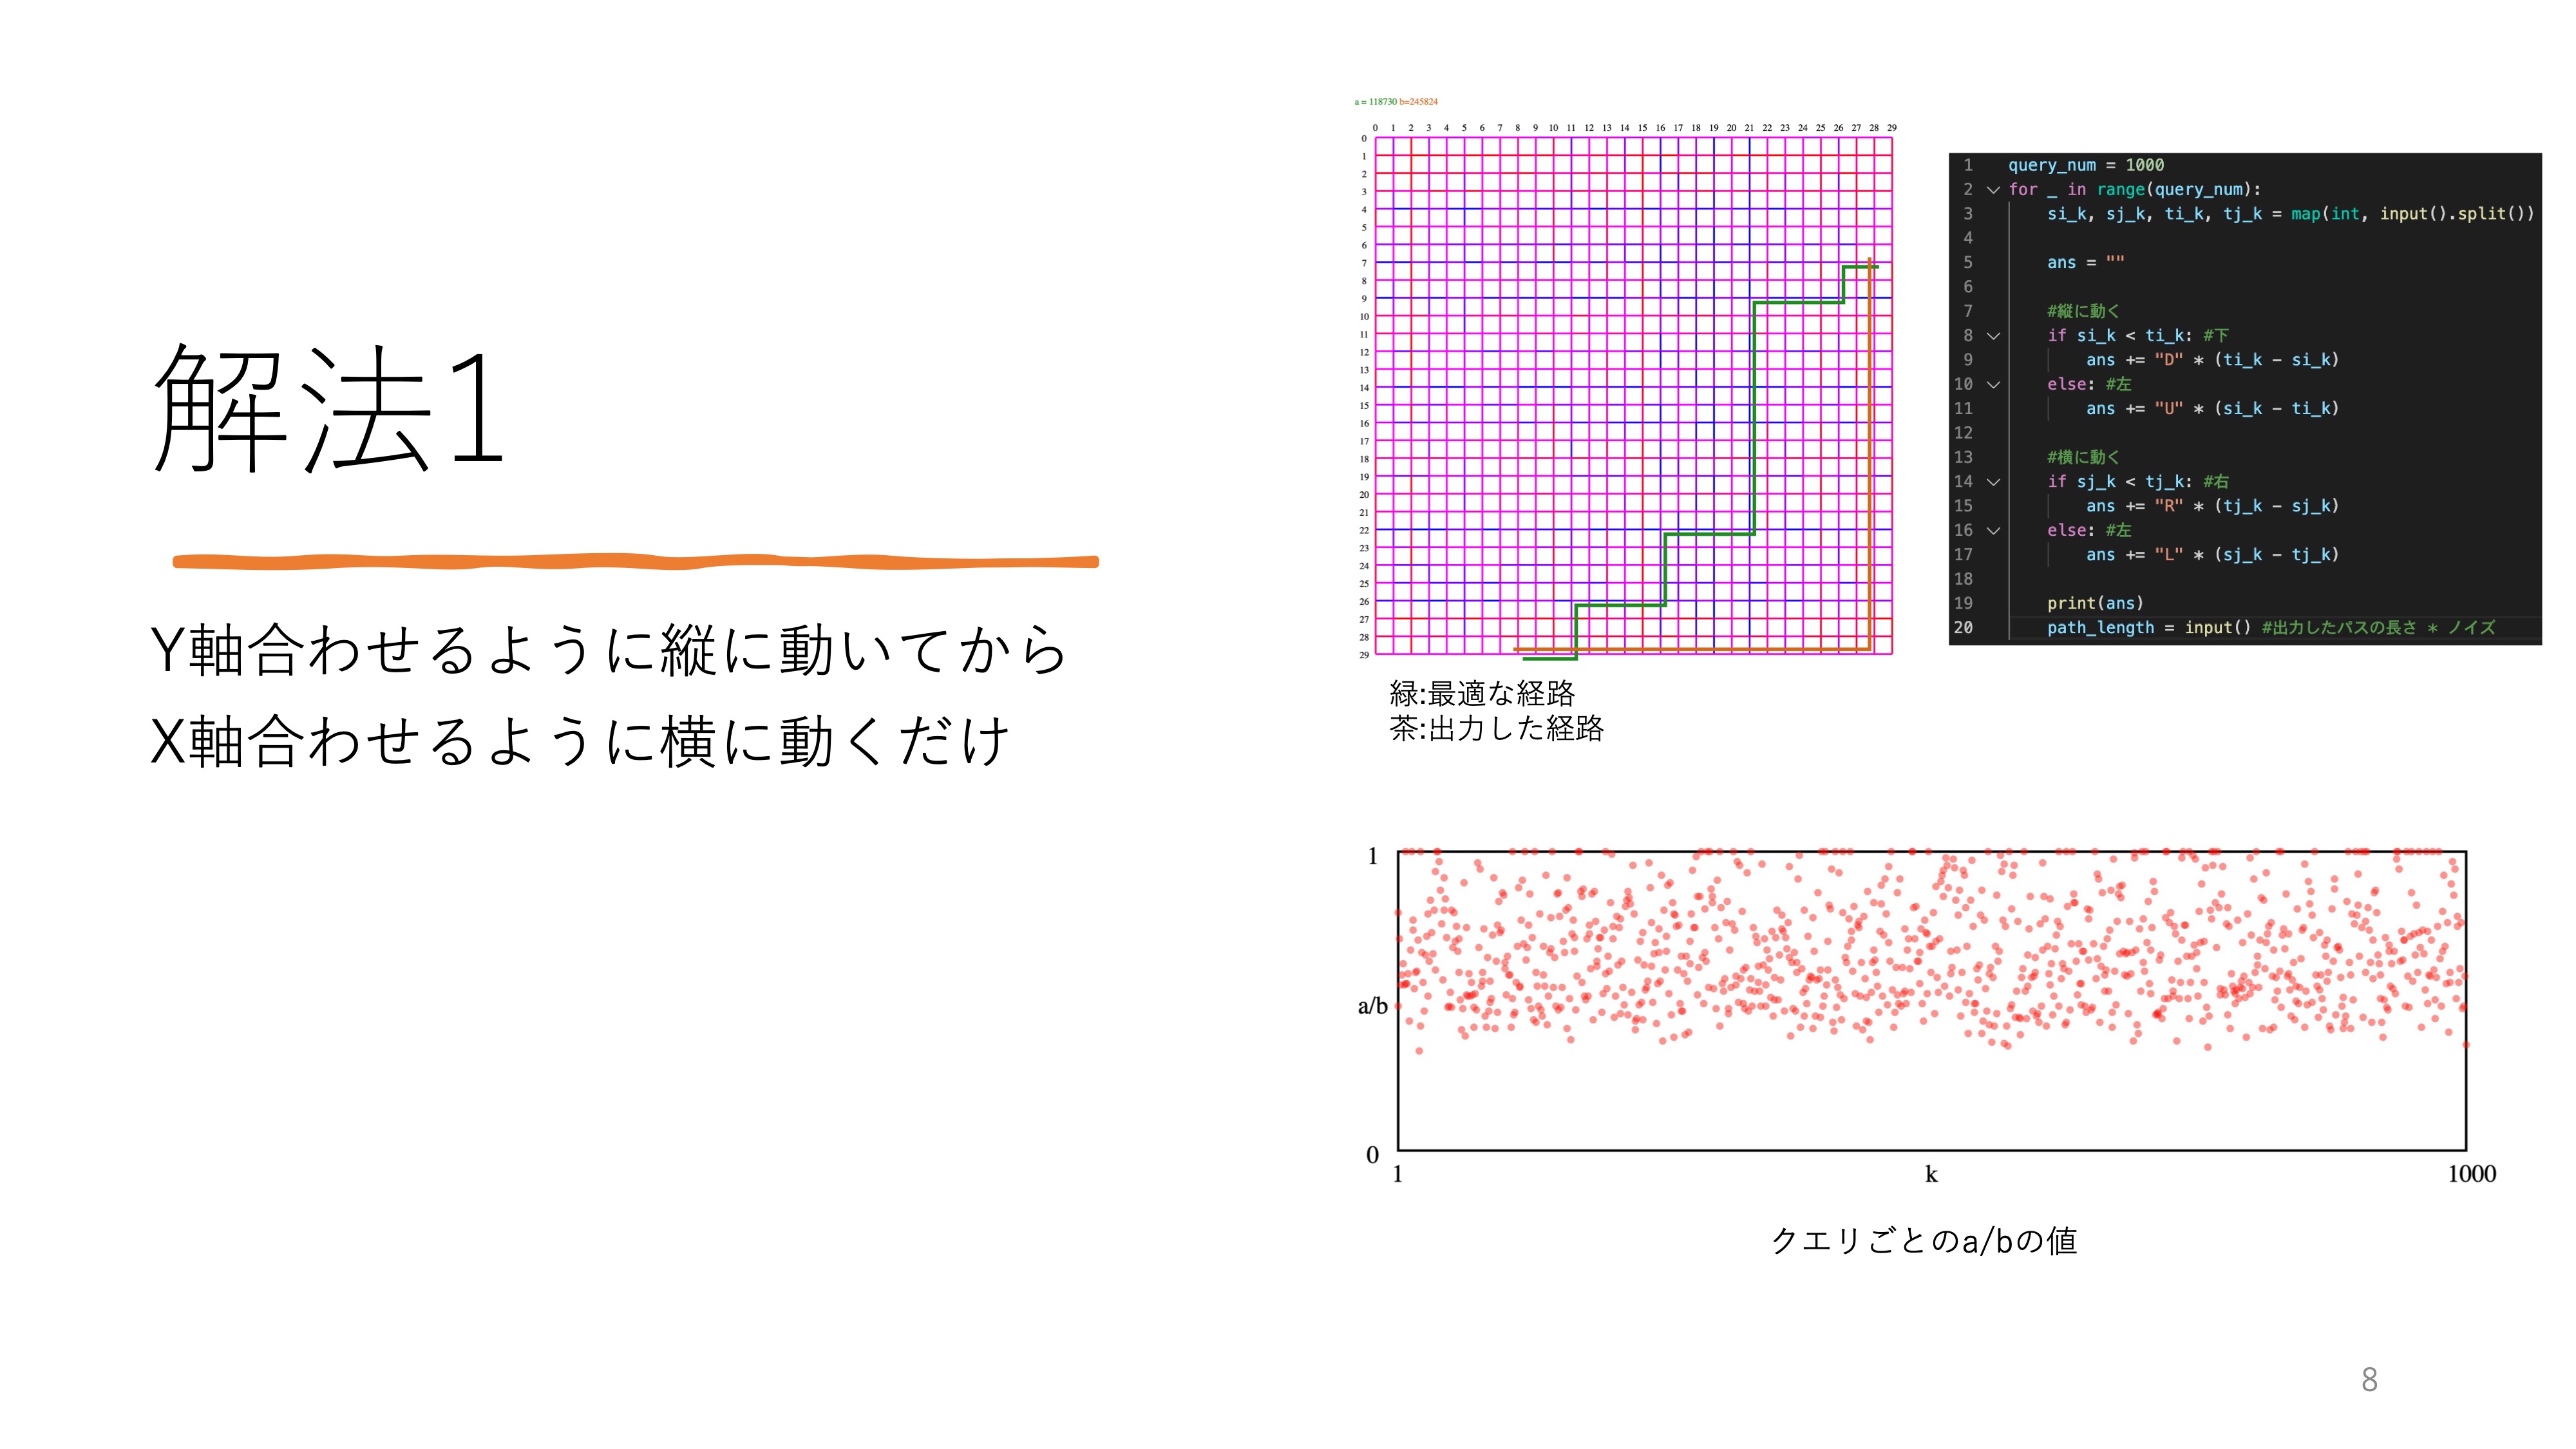 解法1
Y軸合わせるように縦に動いてから
X軸合わせるように横に動くだけ
a = 118730 b=245824
0 1 2 3 4 5 6 7 8 9 10 11 12 13 14 15 16 17 18 19 20 21 22 23 24 25 26 27 28 29
0
1
2
3
4
5
6
7
8
9
10
11
12
13
14
15
16
17
18
19
20
21
22
23
24
25
26
27
28
29
緑:最適な経路
茶:出力した経路
1 query_num = 1000
2 for _ in range(query_num):
3 si_k, sj_k, ti_k, tj_k = map(int, input().split())
4
5 ans = ""
6
7 #縦に動く
8 if si_k < ti_k: #下
9 ans += "D" * (ti_k - si_k)
10 else: #左
11 ans += "U" * (si_k - ti_k)
12
13 #横に動く
14 if sj_k < tj_k: #右
15 ans += "R" * (tj_k - sj_k)
16 else: #左
17 ans += "L" * (sj_k - tj_k)
18
19 print(ans)
20 path_length = input() #出力したパスの長さ * ノイズ
1
a/b
0
1 k 1000
クエリごとのa/bの値
8